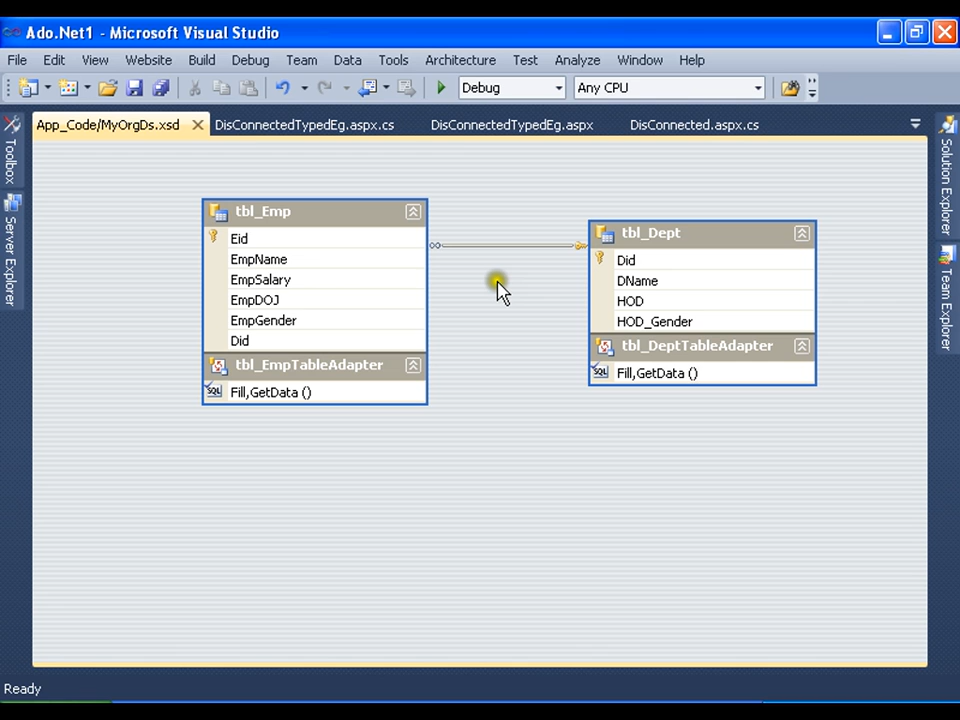 Ado.Net1 - Microsoft Visual Studio
File Edit View Website Build Debug Team Data Tools Architecture Test Analyze Window Help
Debug Any CPU
App_Code/MyOrgDs.xsd DisConnectedTypedEg.aspx.cs DisConnectedTypedEg.aspx DisConnected.aspx.cs
Toolbox
Server Explorer
tbl_Emp
Eid
EmpName
EmpSalary
EmpDOJ
EmpGender
Did
tbl_EmpTableAdapter
SQL Fill,GetData ()
tbl_Dept
Did
DName
HOD
HOD_Gender
tbl_DeptTableAdapter
SQL Fill,GetData ()
Solution Explorer
Team Explorer
Ready